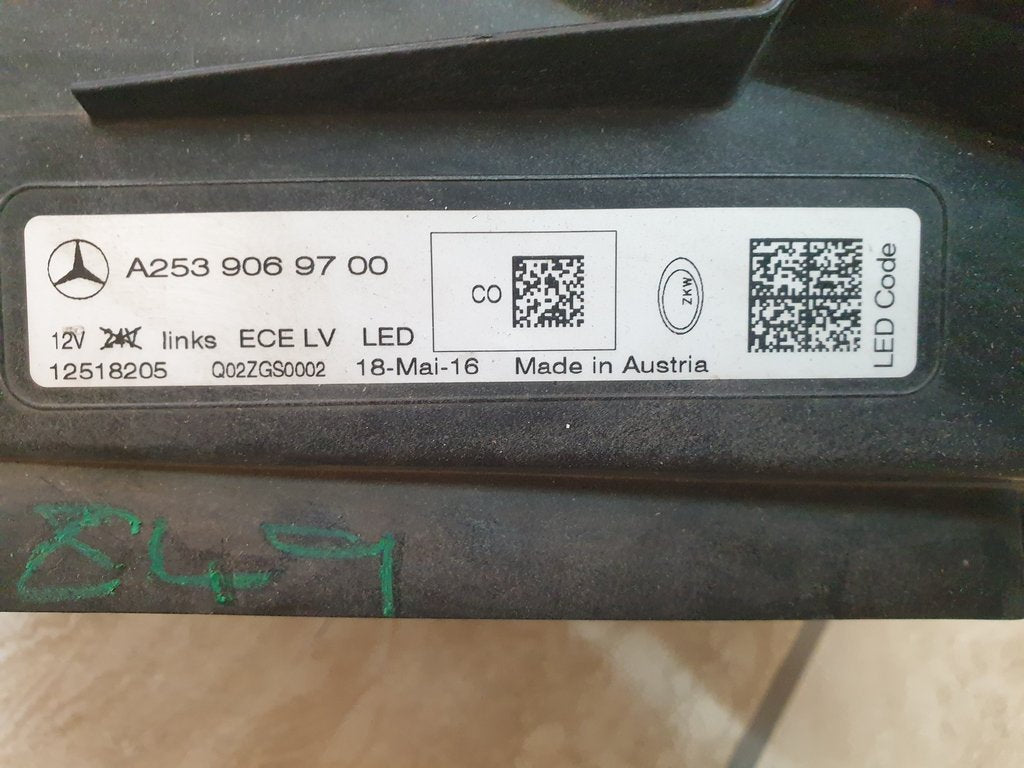 A253 906 97 00
CO
ZKW
LED Code
12V 24V links ECE LV LED
12518205 Q02ZGS0002 18-Mai-16 Made in Austria
849